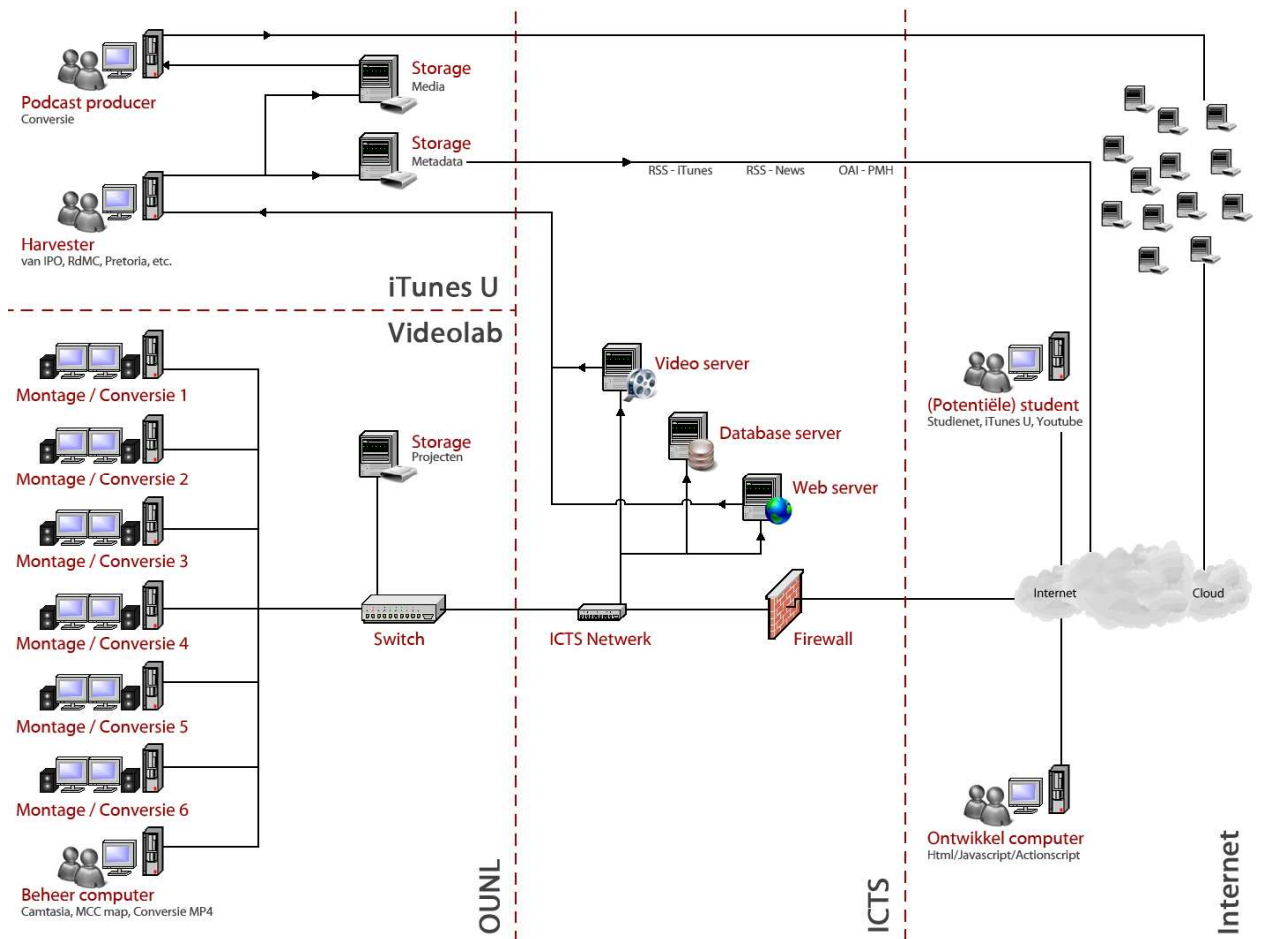 Podcast producer
Conversie
Storage
Media
Storage
Metadata
RSS - iTunes
RSS - News
OAI - PMH
Harvester
van IPO, RdMC, Pretoria, etc.
iTunes U
Videolab
Montage / Conversie 1
Montage / Conversie 2
Montage / Conversie 3
Montage / Conversie 4
Montage / Conversie 5
Montage / Conversie 6
Beheer computer
Camtasia, MCC map, Conversie MP4
Storage
Projecten
Switch
OUNL
Video server
Database server
Web server
ICTS Netwerk
Firewall
ICTS
(Potentiële) student
Studienet, iTunes U, Youtube
Internet
Cloud
Ontwikkel computer
Html/Javascript/Actionscript
Internet